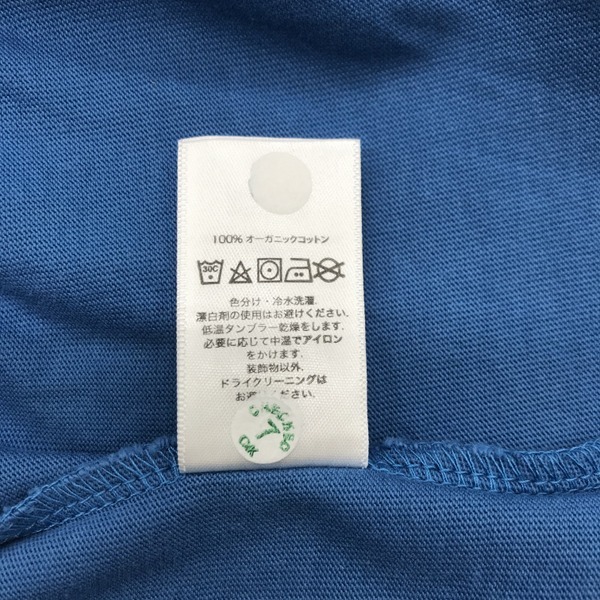 100% オーガニックコットン
30C
色分け・冷水洗濯.
漂白剤の使用はお避けください.
低温タンブラー乾燥をします.
必要に応じて中温でアイロン
をかけます.
装飾物以外.
ドライクリーニングは
お
CHECKED
7